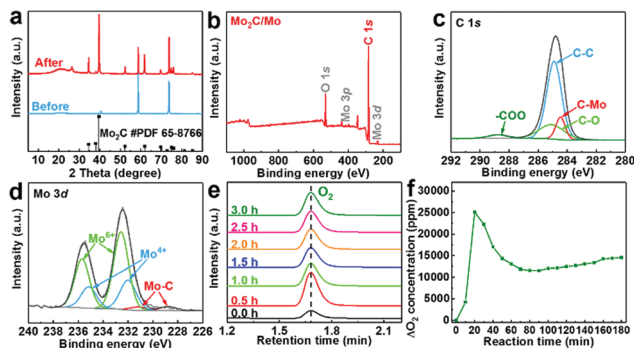 a
After
Before
Mo₂C #PDF 65-8766
Intensity (a.u.)
10 20 30 40 50 60 70 80 90
2 Theta (degree)
b
Mo₂C/Mo
C 1s
O 1s
Mo 3p
Mo 3d
Intensity (a.u.)
1000 800 600 400 200 0
Binding energy (eV)
c
C 1s
C-C
C-Mo
C-O
-COO
Intensity (a.u.)
292 290 288 286 284 282 280
Binding energy (eV)
d
Mo 3d
Mo⁶⁺
Mo⁴⁺
Mo-C
Intensity (a.u.)
240 238 236 234 232 230 228 226
Binding energy (eV)
e
O₂
3.0 h
2.5 h
2.0 h
1.5 h
1.0 h
0.5 h
0.0 h
Intensity (a.u.)
1.2 1.5 1.8 2.1
Retention time (min)
f
30000
25000
20000
15000
10000
5000
0
ΔO₂ concentration (ppm)
0 20 40 60 80 100 120 140 160 180
Reaction time (min)